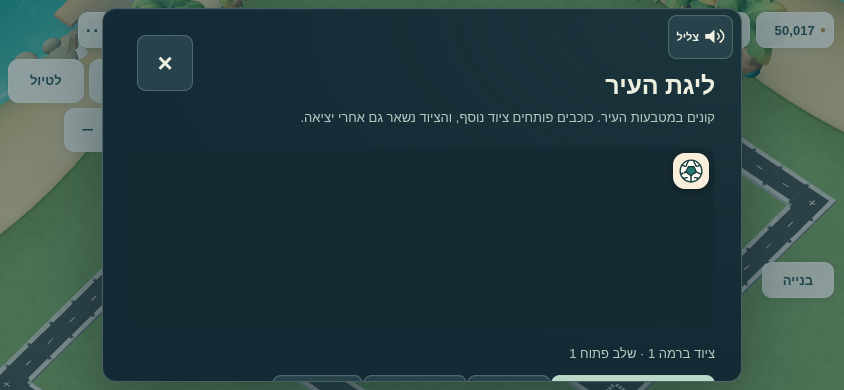 50,017
צליל
ליגת העיר
קונים במטבעות העיר. כוכבים פותחים ציוד נוסף, והציוד נשאר גם אחרי יציאה.
לטיול
בנייה
ציוד ברמה 1 · שלב פתוח 1